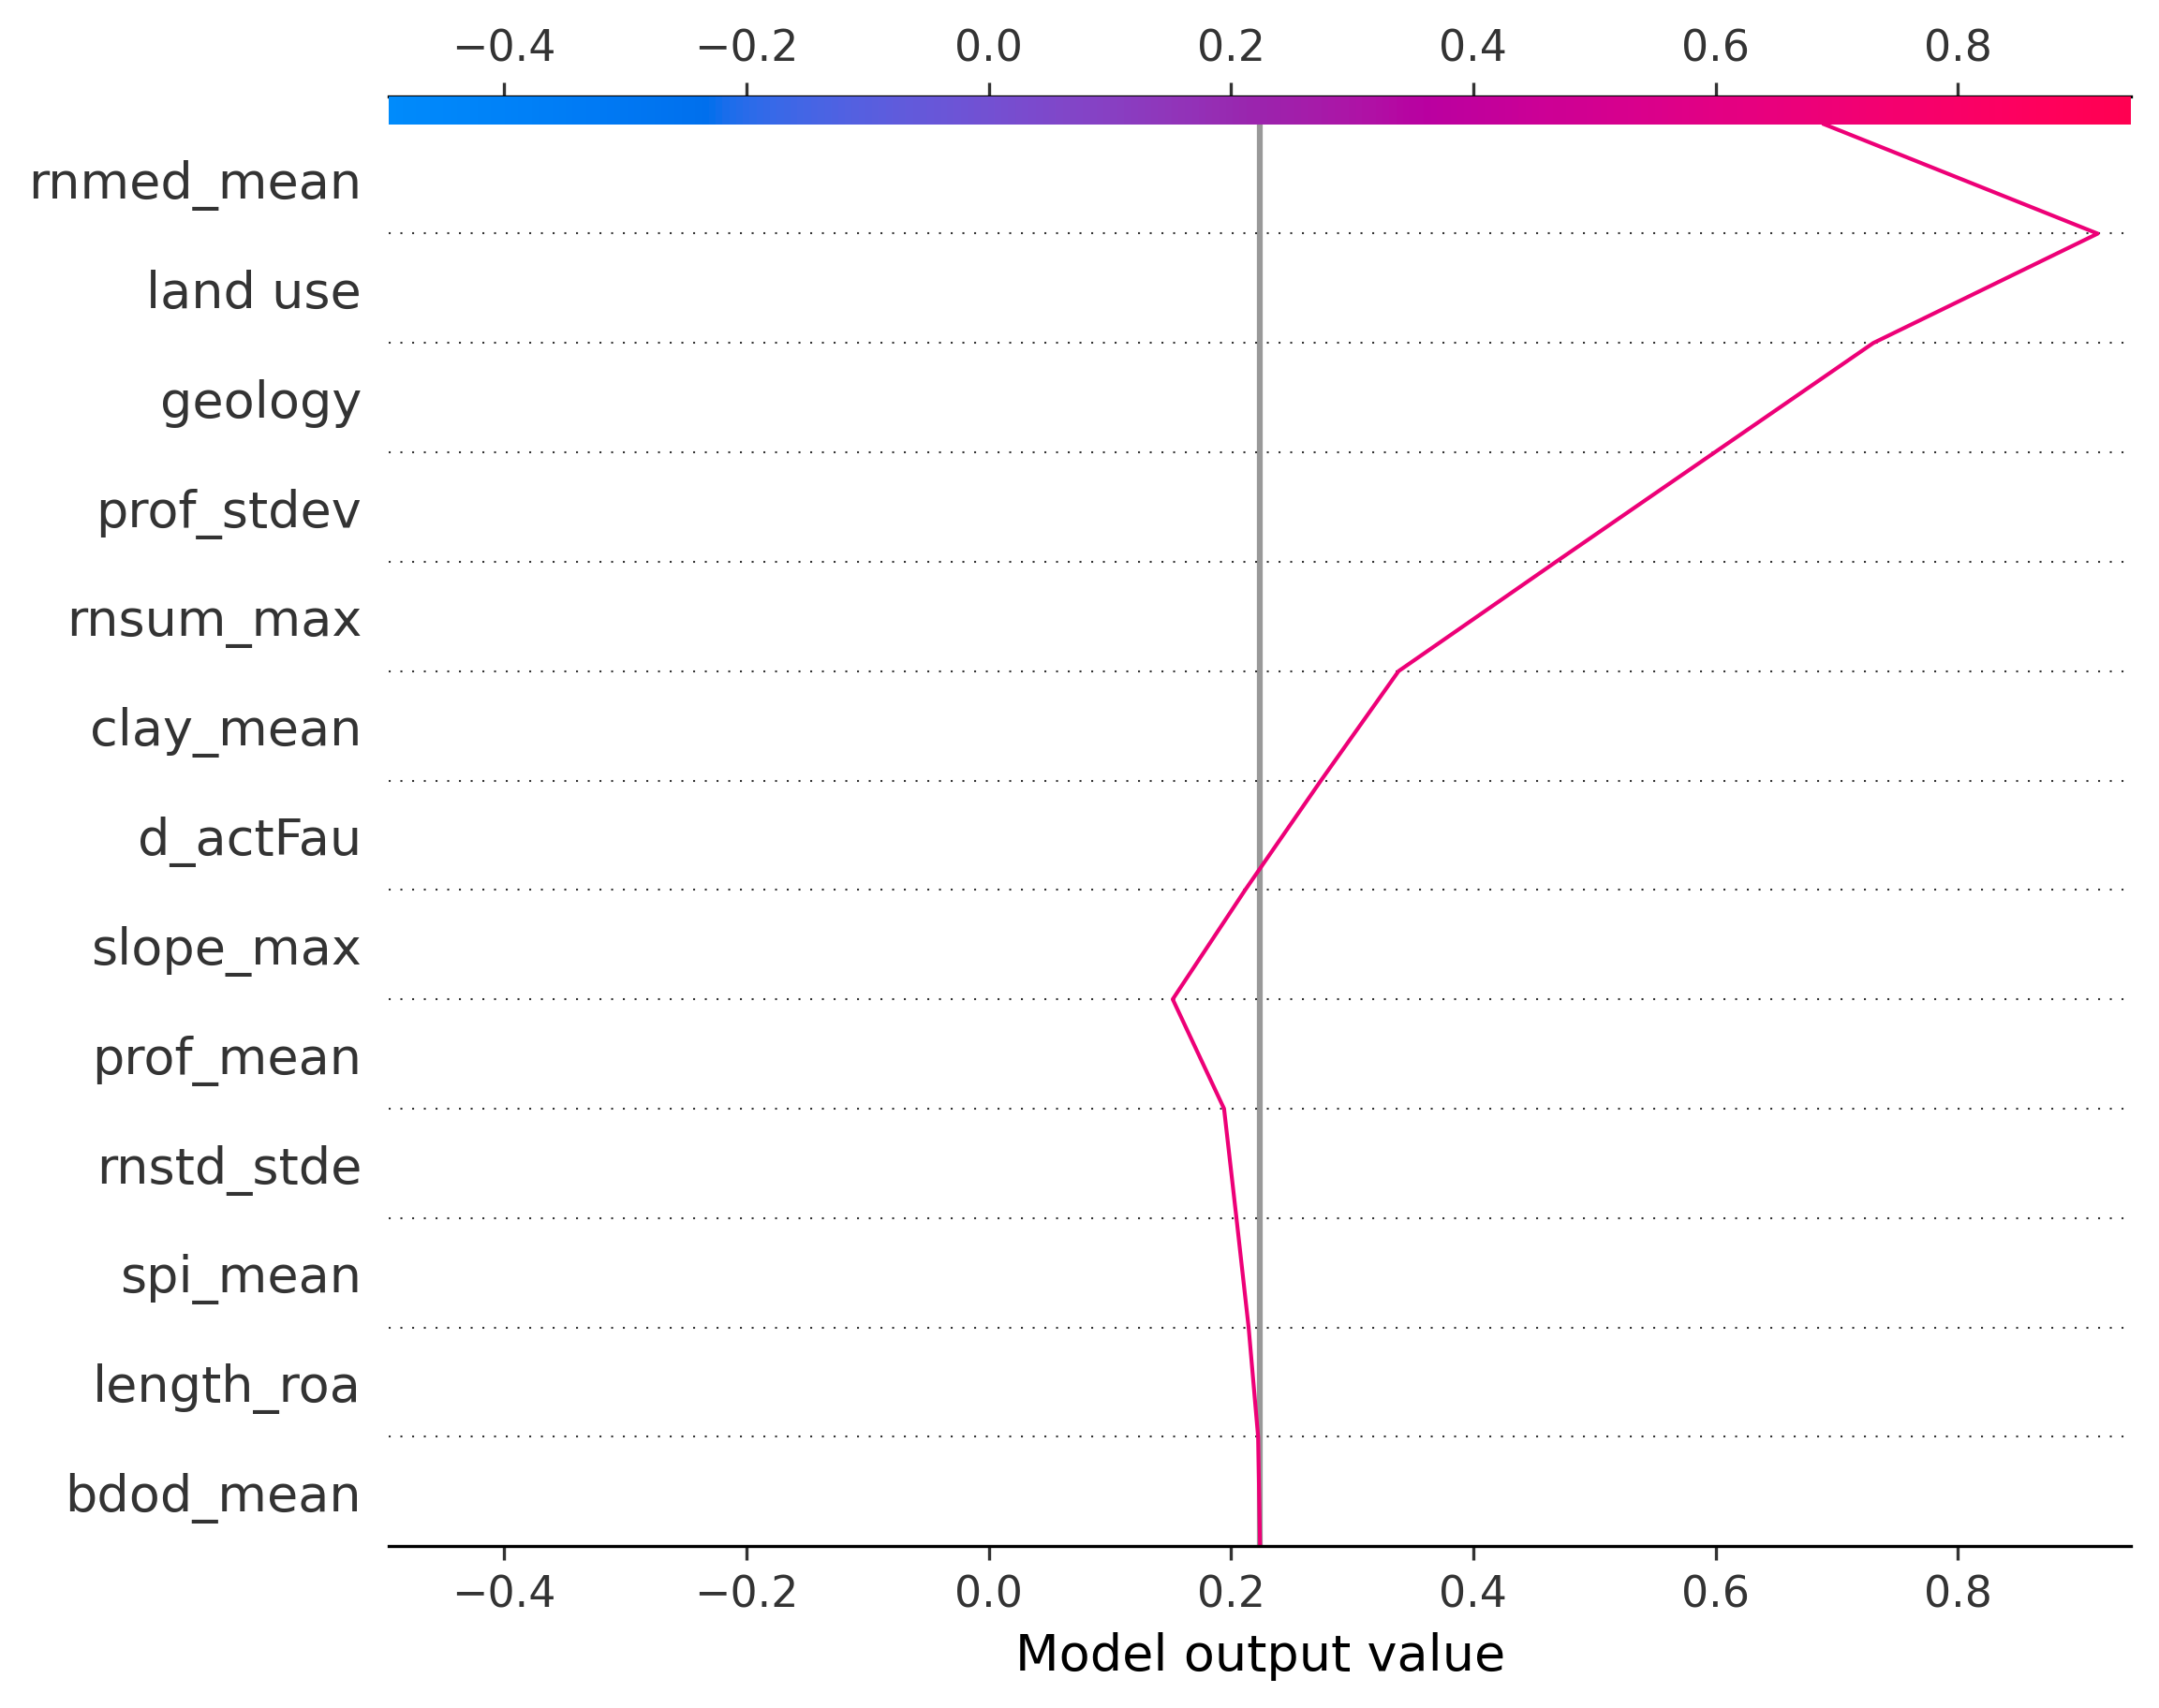 −0.4 −0.2 0.0 0.2 0.4 0.6 0.8
rnmed_mean
land use
geology
prof_stdev
rnsum_max
clay_mean
d_actFau
slope_max
prof_mean
rnstd_stde
spi_mean
length_roa
bdod_mean
−0.4 −0.2 0.0 0.2 0.4 0.6 0.8
Model output value